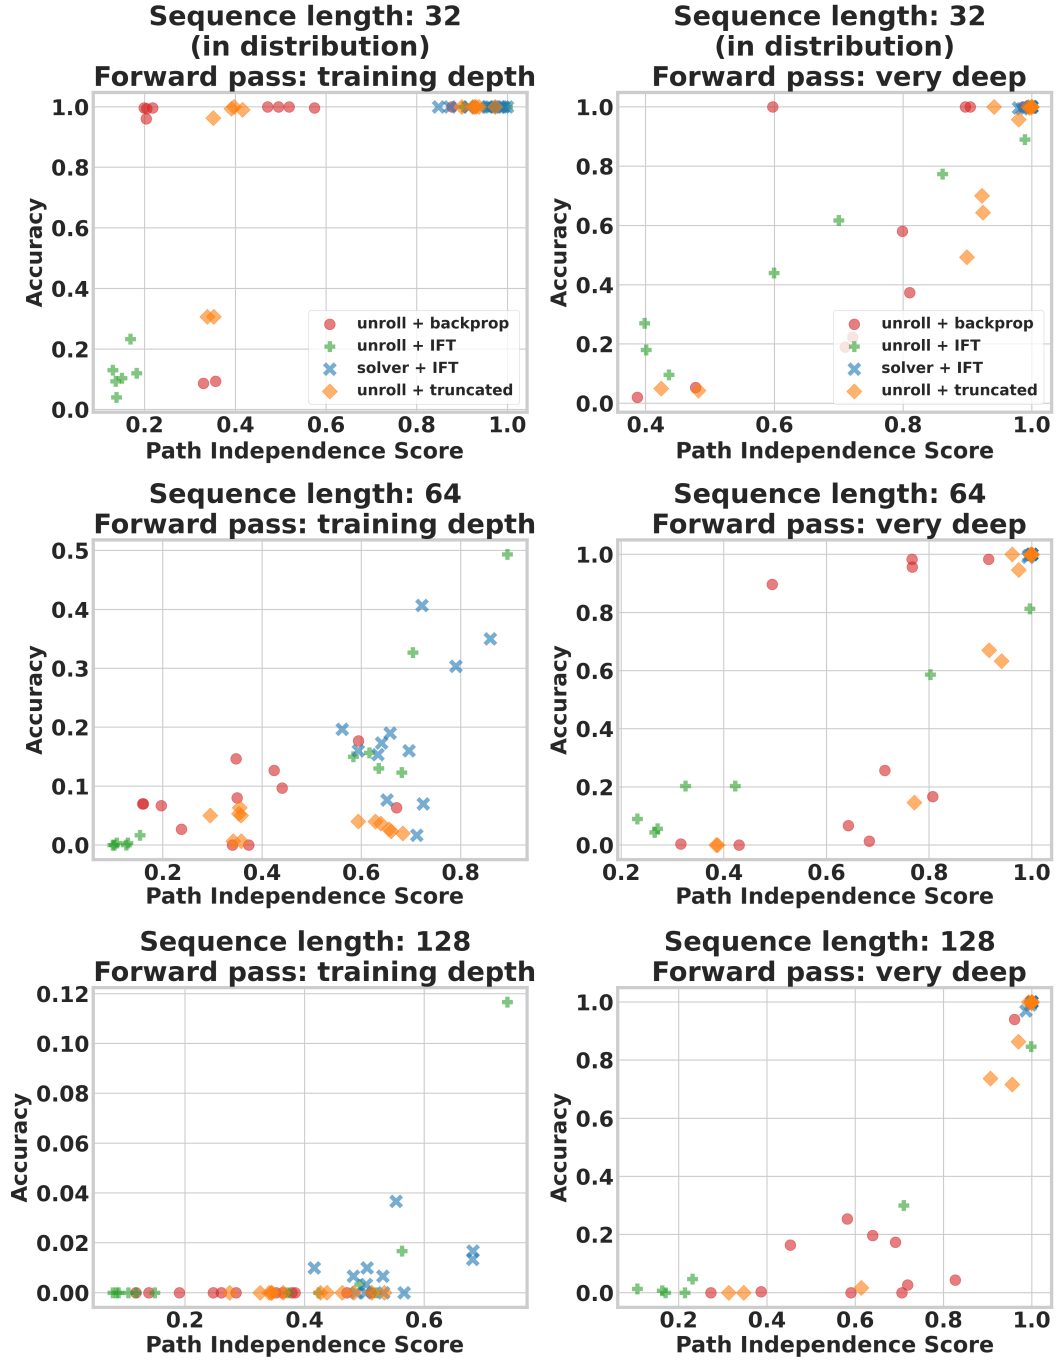 Sequence length: 32
(in distribution)
Forward pass: training depth
1.0
0.8
0.6
0.4
0.2
0.0
Accuracy
unroll + backprop
unroll + IFT
solver + IFT
unroll + truncated
0.2 0.4 0.6 0.8 1.0
Path Independence Score
Sequence length: 32
(in distribution)
Forward pass: very deep
1.0
0.8
0.6
0.4
0.2
0.0
Accuracy
unroll + backprop
unroll + IFT
solver + IFT
unroll + truncated
0.4 0.6 0.8 1.0
Path Independence Score
Sequence length: 64
Forward pass: training depth
0.5
0.4
0.3
0.2
0.1
0.0
Accuracy
0.2 0.4 0.6 0.8
Path Independence Score
Sequence length: 64
Forward pass: very deep
1.0
0.8
0.6
0.4
0.2
0.0
Accuracy
0.2 0.4 0.6 0.8 1.0
Path Independence Score
Sequence length: 128
Forward pass: training depth
0.12
0.10
0.08
0.06
0.04
0.02
0.00
Accuracy
0.2 0.4 0.6
Path Independence Score
Sequence length: 128
Forward pass: very deep
1.0
0.8
0.6
0.4
0.2
0.0
Accuracy
0.2 0.4 0.6 0.8 1.0
Path Independence Score